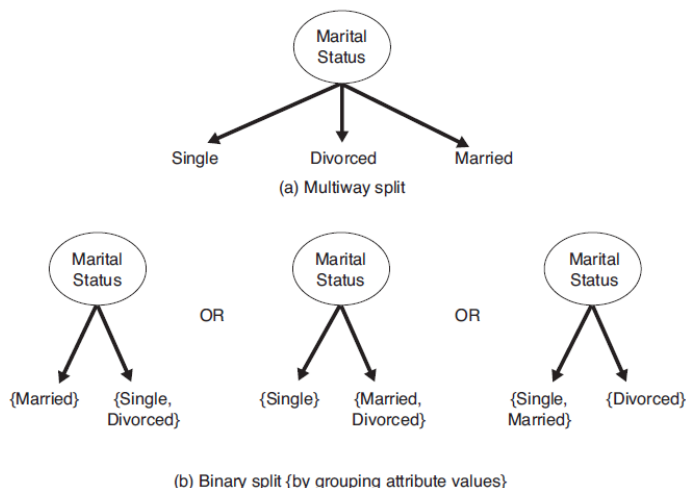 Marital
Status
Single Divorced Married
(a) Multiway split
Marital
Status
OR
Marital
Status
OR
Marital
Status
{Married}
{Single,
Divorced}
{Single}
{Married,
Divorced}
{Single,
Married}
{Divorced}
(b) Binary split {by grouping attribute values}